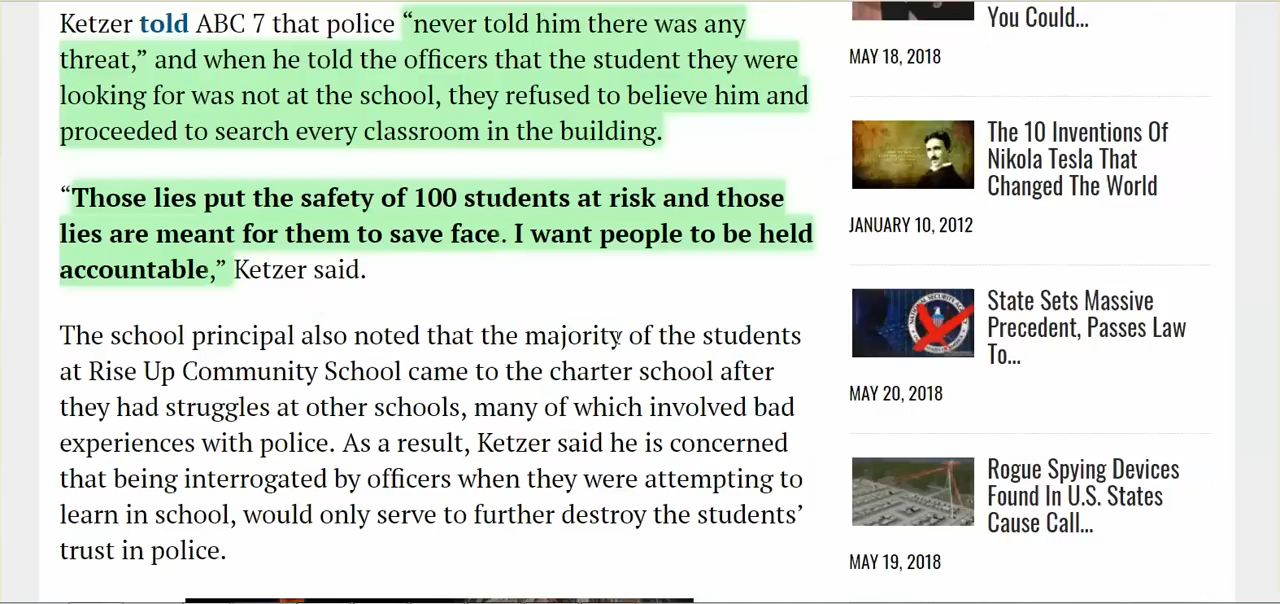 Ketzer told ABC 7 that police “never told him there was any
threat,” and when he told the officers that the student they were
looking for was not at the school, they refused to believe him and
proceeded to search every classroom in the building.
“Those lies put the safety of 100 students at risk and those
lies are meant for them to save face. I want people to be held
accountable,” Ketzer said.
The school principal also noted that the majority of the students
at Rise Up Community School came to the charter school after
they had struggles at other schools, many of which involved bad
experiences with police. As a result, Ketzer said he is concerned
that being interrogated by officers when they were attempting to
learn in school, would only serve to further destroy the students’
trust in police.
You Could...
MAY 18, 2018
The 10 Inventions Of
Nikola Tesla That
Changed The World
JANUARY 10, 2012
State Sets Massive
Precedent, Passes Law
To...
MAY 20, 2018
Rogue Spying Devices
Found In U.S. States
Cause Call...
MAY 19, 2018